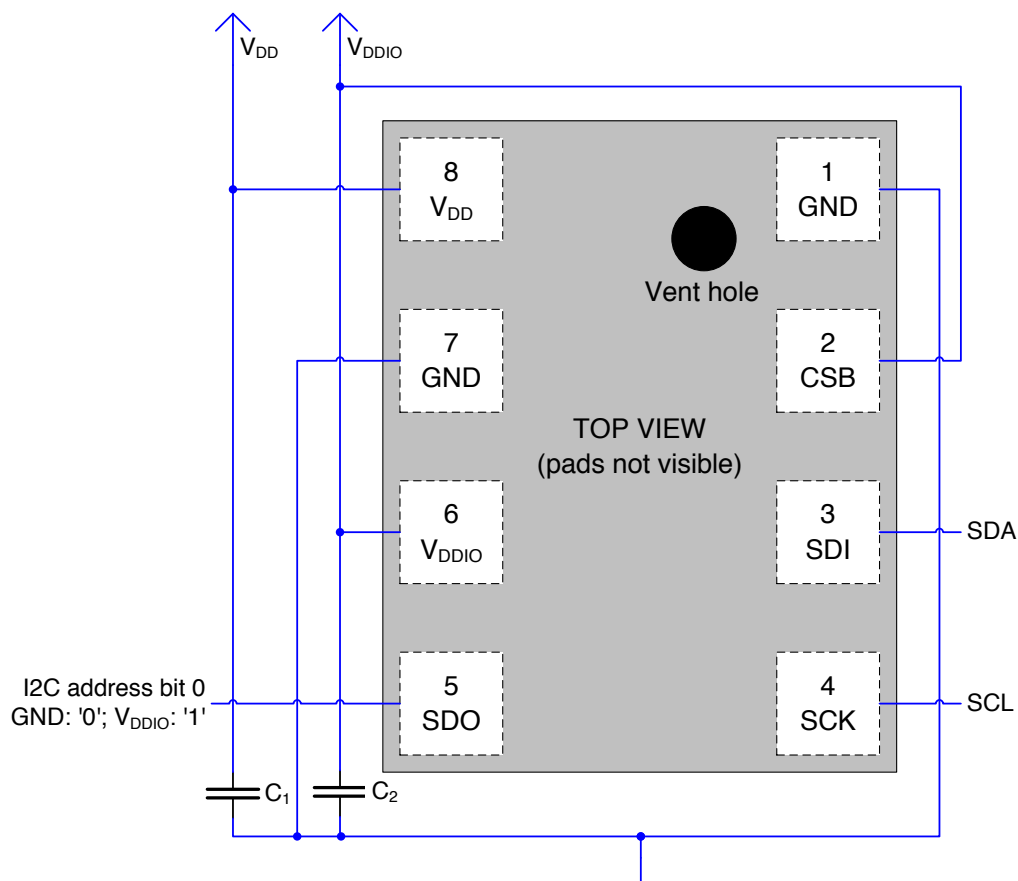 VDD
VDDIO
8
VDD
1
GND
Vent hole
7
GND
2
CSB
TOP VIEW
(pads not visible)
6
VDDIO
3
SDI
SDA
I2C address bit 0
GND: '0'; VDDIO: '1'
5
SDO
4
SCK
SCL
C1
C2